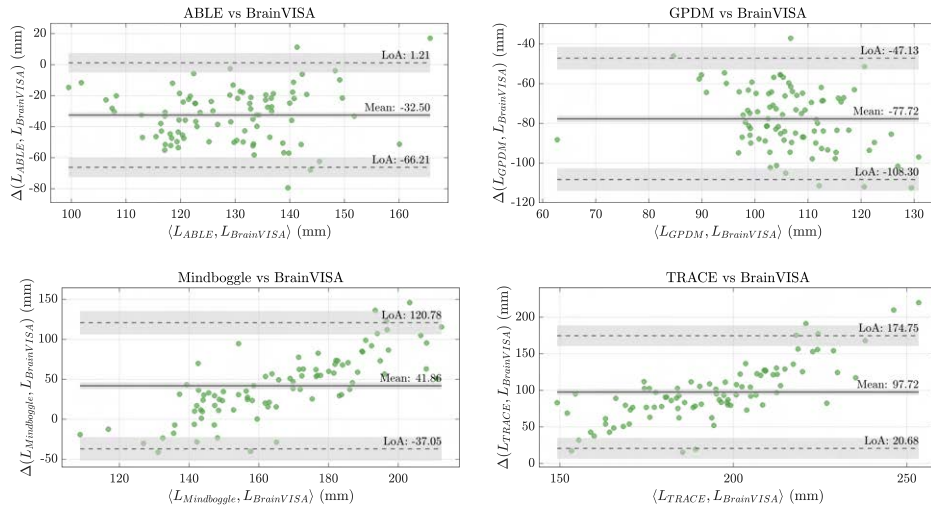 ABLE vs BrainVISA
Δ(L_ABLE, L_BrainVISA) (mm)
20
0
-20
-40
-60
-80
LoA: 1.21
Mean: -32.50
LoA: -66.21
100
110
120
130
140
150
160
⟨L_ABLE, L_BrainVISA⟩ (mm)
GPDM vs BrainVISA
Δ(L_GPDM, L_BrainVISA) (mm)
-40
-60
-80
-100
-120
LoA: -47.13
Mean: -77.72
LoA: -108.30
60
70
80
90
100
110
120
130
⟨L_GPDM, L_BrainVISA⟩ (mm)
Mindboggle vs BrainVISA
Δ(L_Mindboggle, L_BrainVISA) (mm)
150
100
50
0
-50
LoA: 120.78
Mean: 41.86
LoA: -37.05
120
140
160
180
200
⟨L_Mindboggle, L_BrainVISA⟩ (mm)
TRACE vs BrainVISA
Δ(L_TRACE, L_BrainVISA) (mm)
200
150
100
50
0
LoA: 174.75
Mean: 97.72
LoA: 20.68
150
200
250
⟨L_TRACE, L_BrainVISA⟩ (mm)